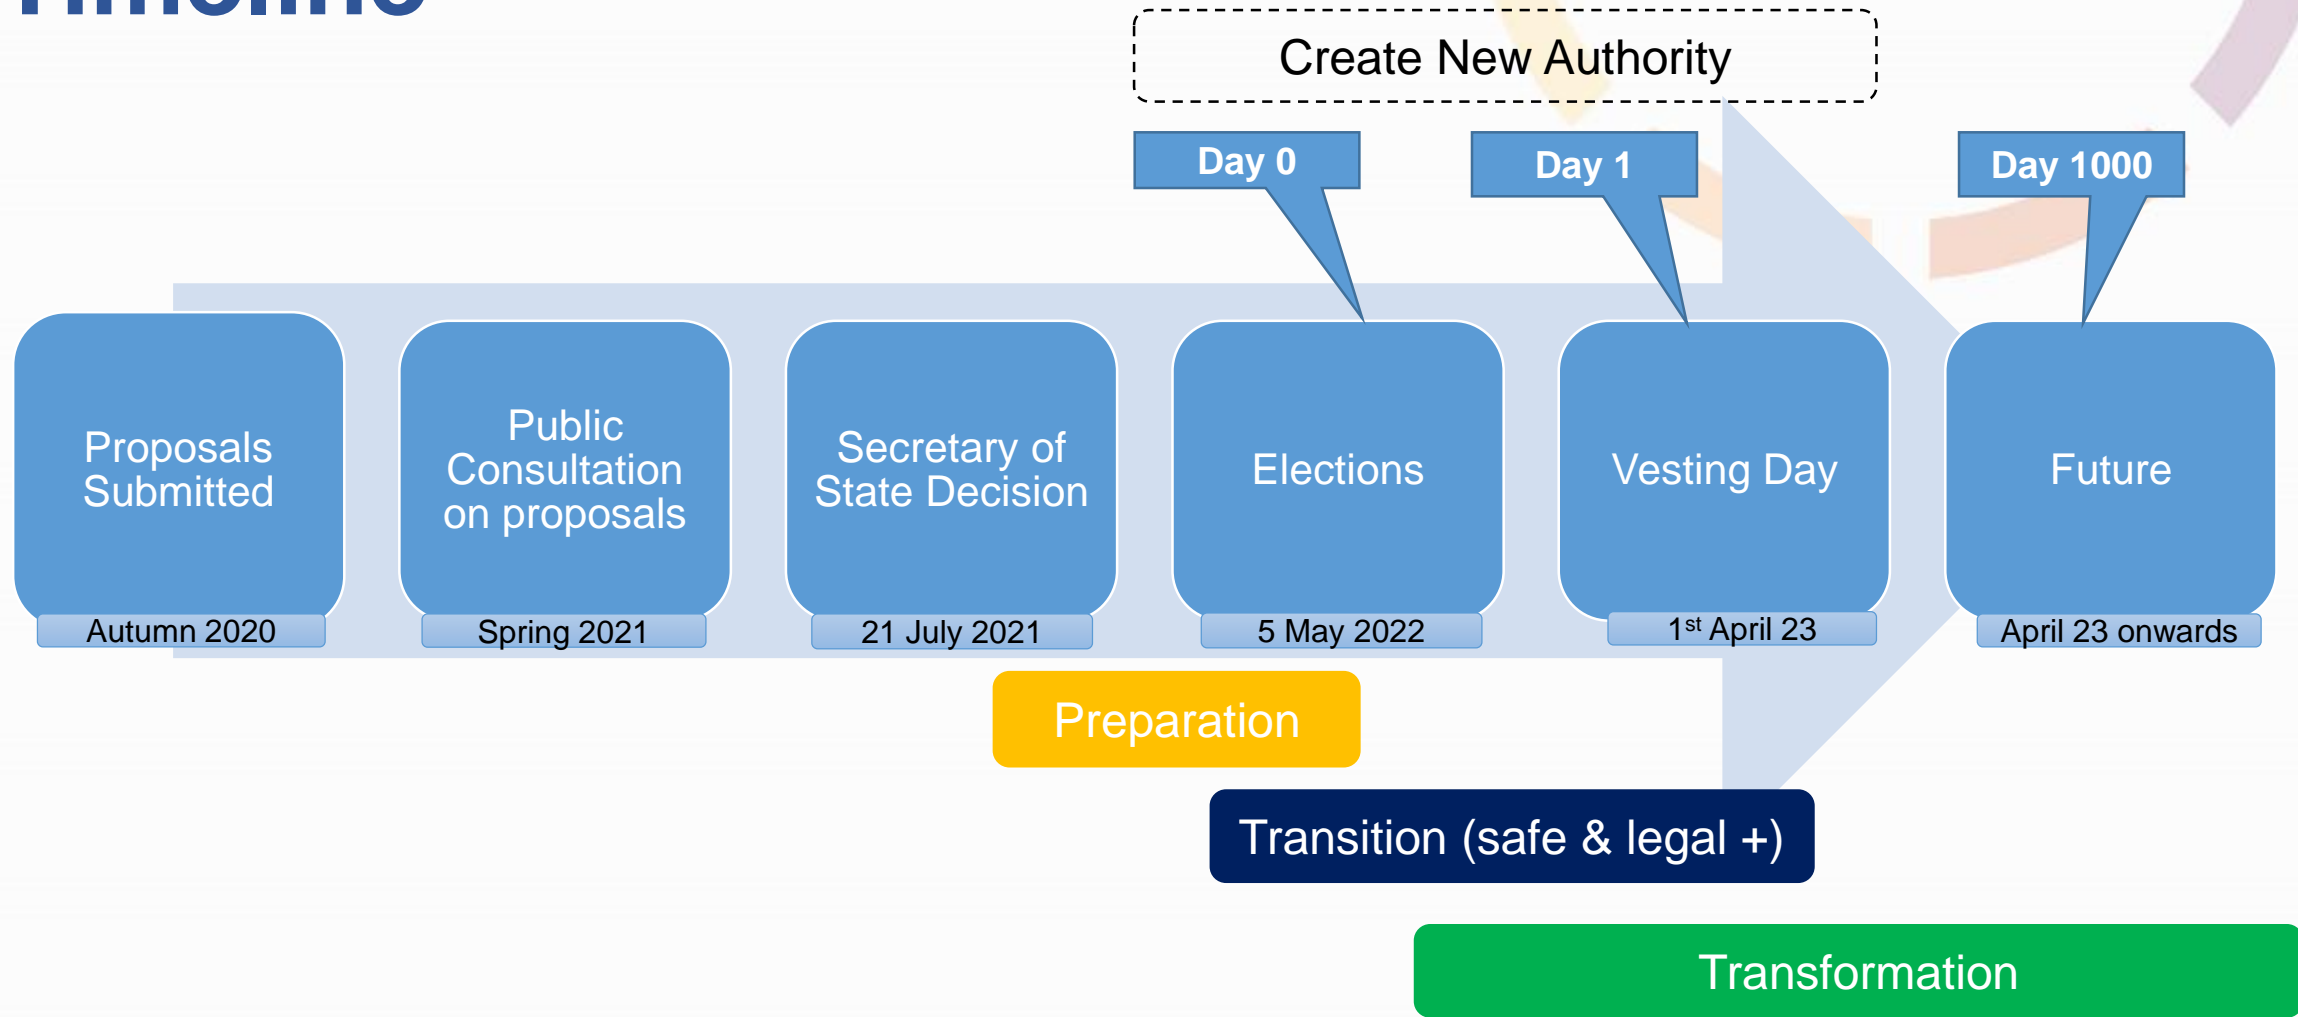 Timeline
Create New Authority
Day 0
Day 1
Day 1000
Proposals
Submitted
Autumn 2020
Public
Consultation
on proposals
Spring 2021
Secretary of
State Decision
21 July 2021
Elections
5 May 2022
Vesting Day
1st April 23
Future
April 23 onwards
Preparation
Transition (safe & legal +)
Transformation